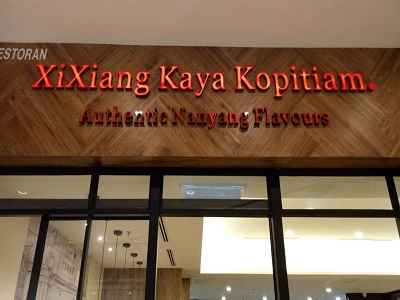 ESTORAN
XiXiang Kaya Kopitiam®
Authentic Nanyang Flavours